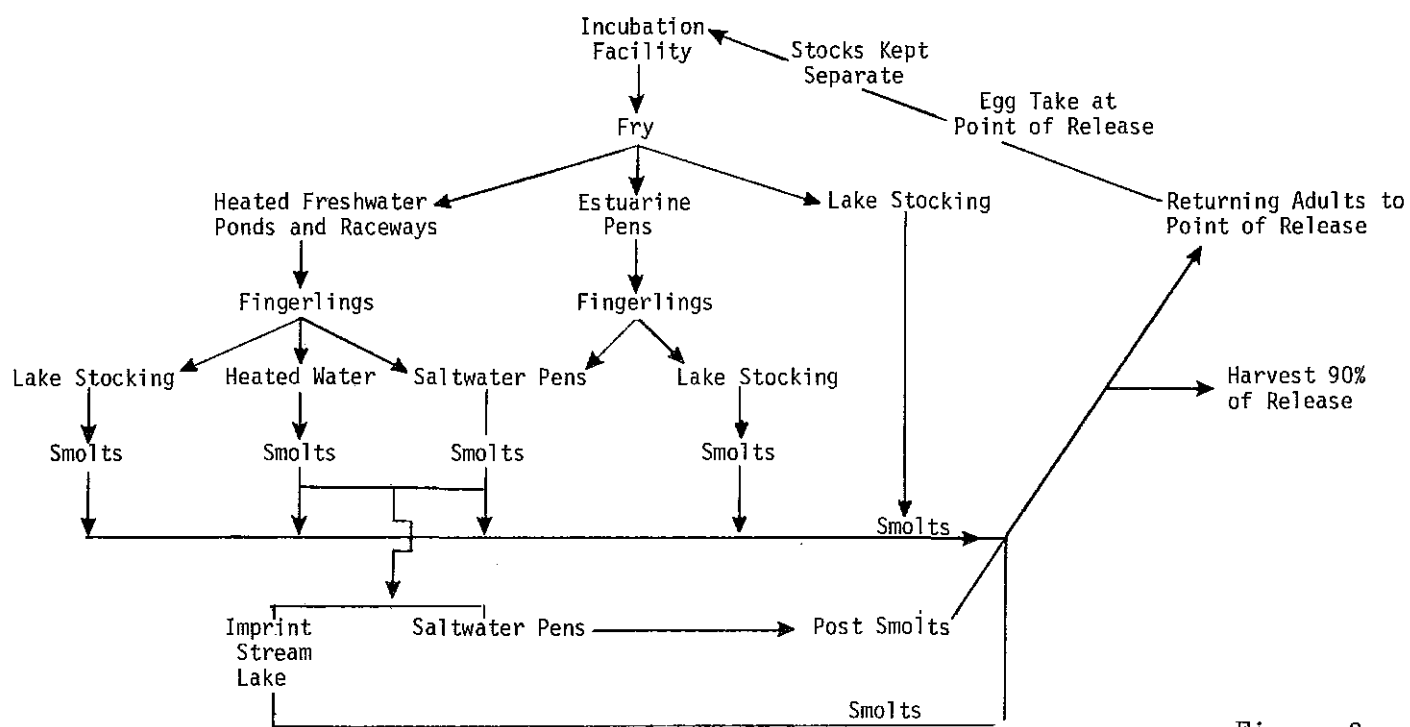 Incubation
Facility
Stocks Kept
Separate
Egg Take at
Point of Release
Fry
Heated Freshwater
Ponds and Raceways
Estuarine
Pens
Lake Stocking
Returning Adults to
Point of Release
Fingerlings
Fingerlings
Lake Stocking
Heated Water
Saltwater Pens
Lake Stocking
Harvest 90%
of Release
Smolts
Smolts
Smolts
Smolts
Smolts
Imprint
Stream
Lake
Saltwater Pens
Post Smolts
Smolts